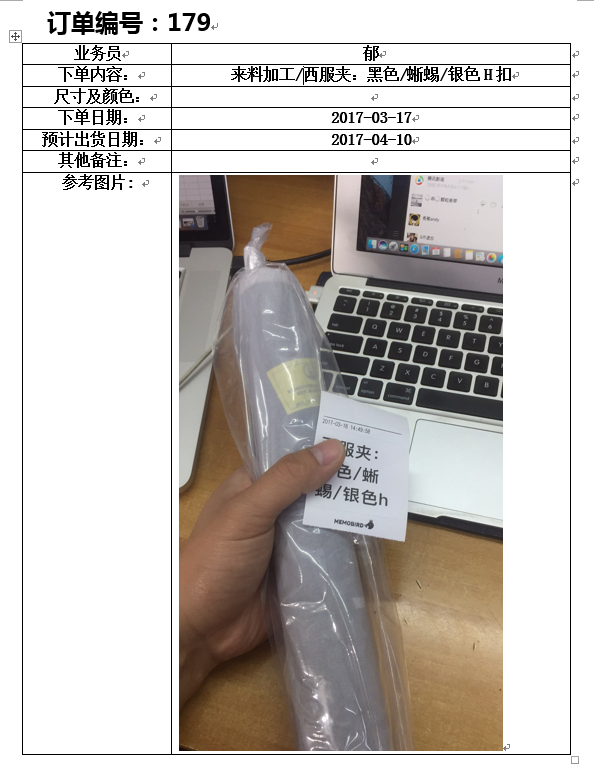 订单编号：179
业务员 郁
下单内容： 来料加工/西服夹：黑色/蜥蜴/银色 H 扣
尺寸及颜色：
下单日期： 2017-03-17
预计出货日期： 2017-04-10
其他备注：
参考图片：
2017-03-16 14:49:58
服夹：
色/蜥
蜴/银色h
MEMOBIRD